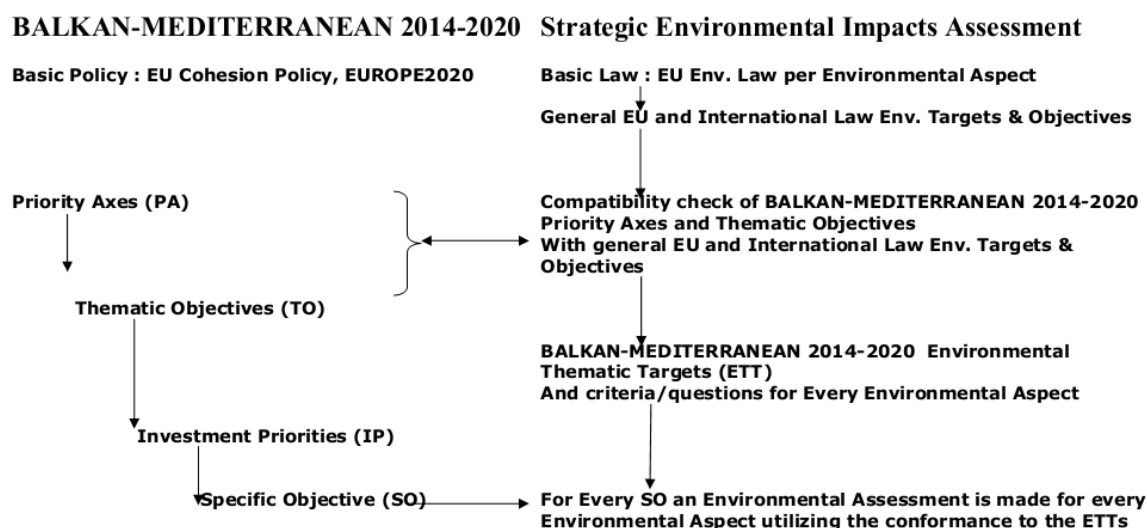 BALKAN-MEDITERRANEAN 2014-2020
Strategic Environmental Impacts Assessment
Basic Policy : EU Cohesion Policy, EUROPE2020
Basic Law : EU Env. Law per Environmental Aspect
General EU and International Law Env. Targets & Objectives
Priority Axes (PA)
Compatibility check of BALKAN-MEDITERRANEAN 2014-2020
Priority Axes and Thematic Objectives
With general EU and International Law Env. Targets &
Objectives
Thematic Objectives (TO)
BALKAN-MEDITERRANEAN 2014-2020 Environmental
Thematic Targets (ETT)
And criteria/questions for Every Environmental Aspect
Investment Priorities (IP)
Specific Objective (SO)
For Every SO an Environmental Assessment is made for every
Environmental Aspect utilizing the conformance to the ETTs